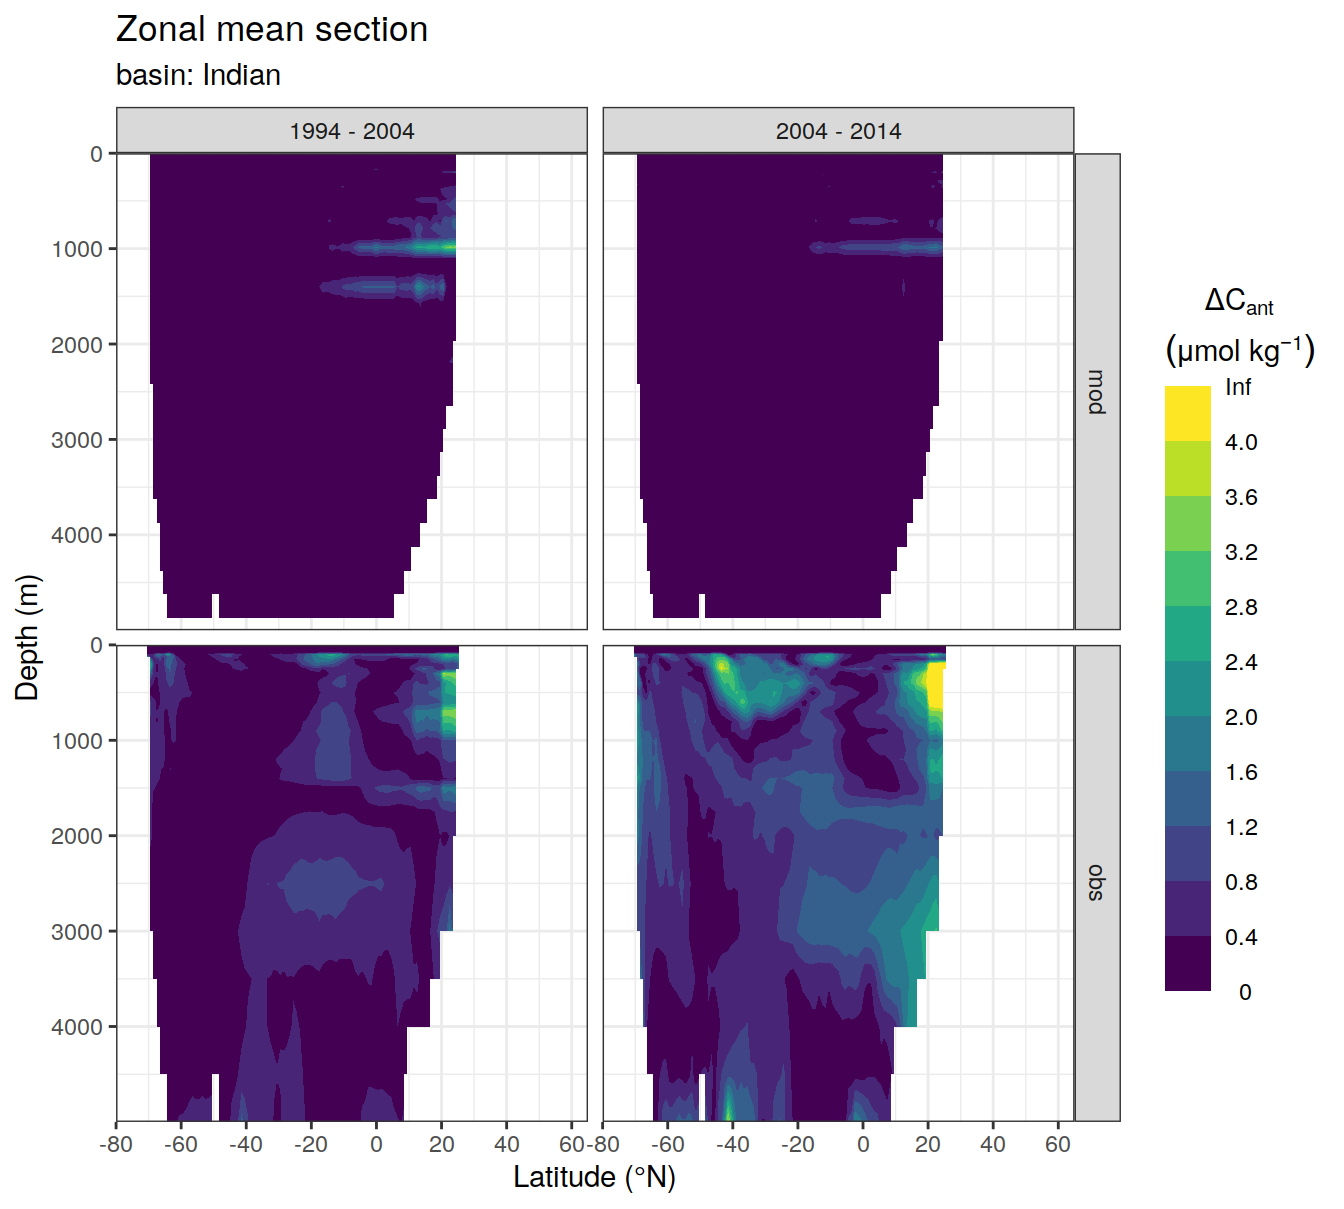 Zonal mean section
basin: Indian
1994 - 2004
2004 - 2014
0
1000
2000
3000
4000
mod
0
1000
2000
3000
4000
obs
-80 -60 -40 -20 0 20 40 60
-80 -60 -40 -20 0 20 40 60
Latitude (°N)
Depth (m)
ΔCant
(μmol kg⁻¹)
Inf
4.0
3.6
3.2
2.8
2.4
2.0
1.6
1.2
0.8
0.4
0